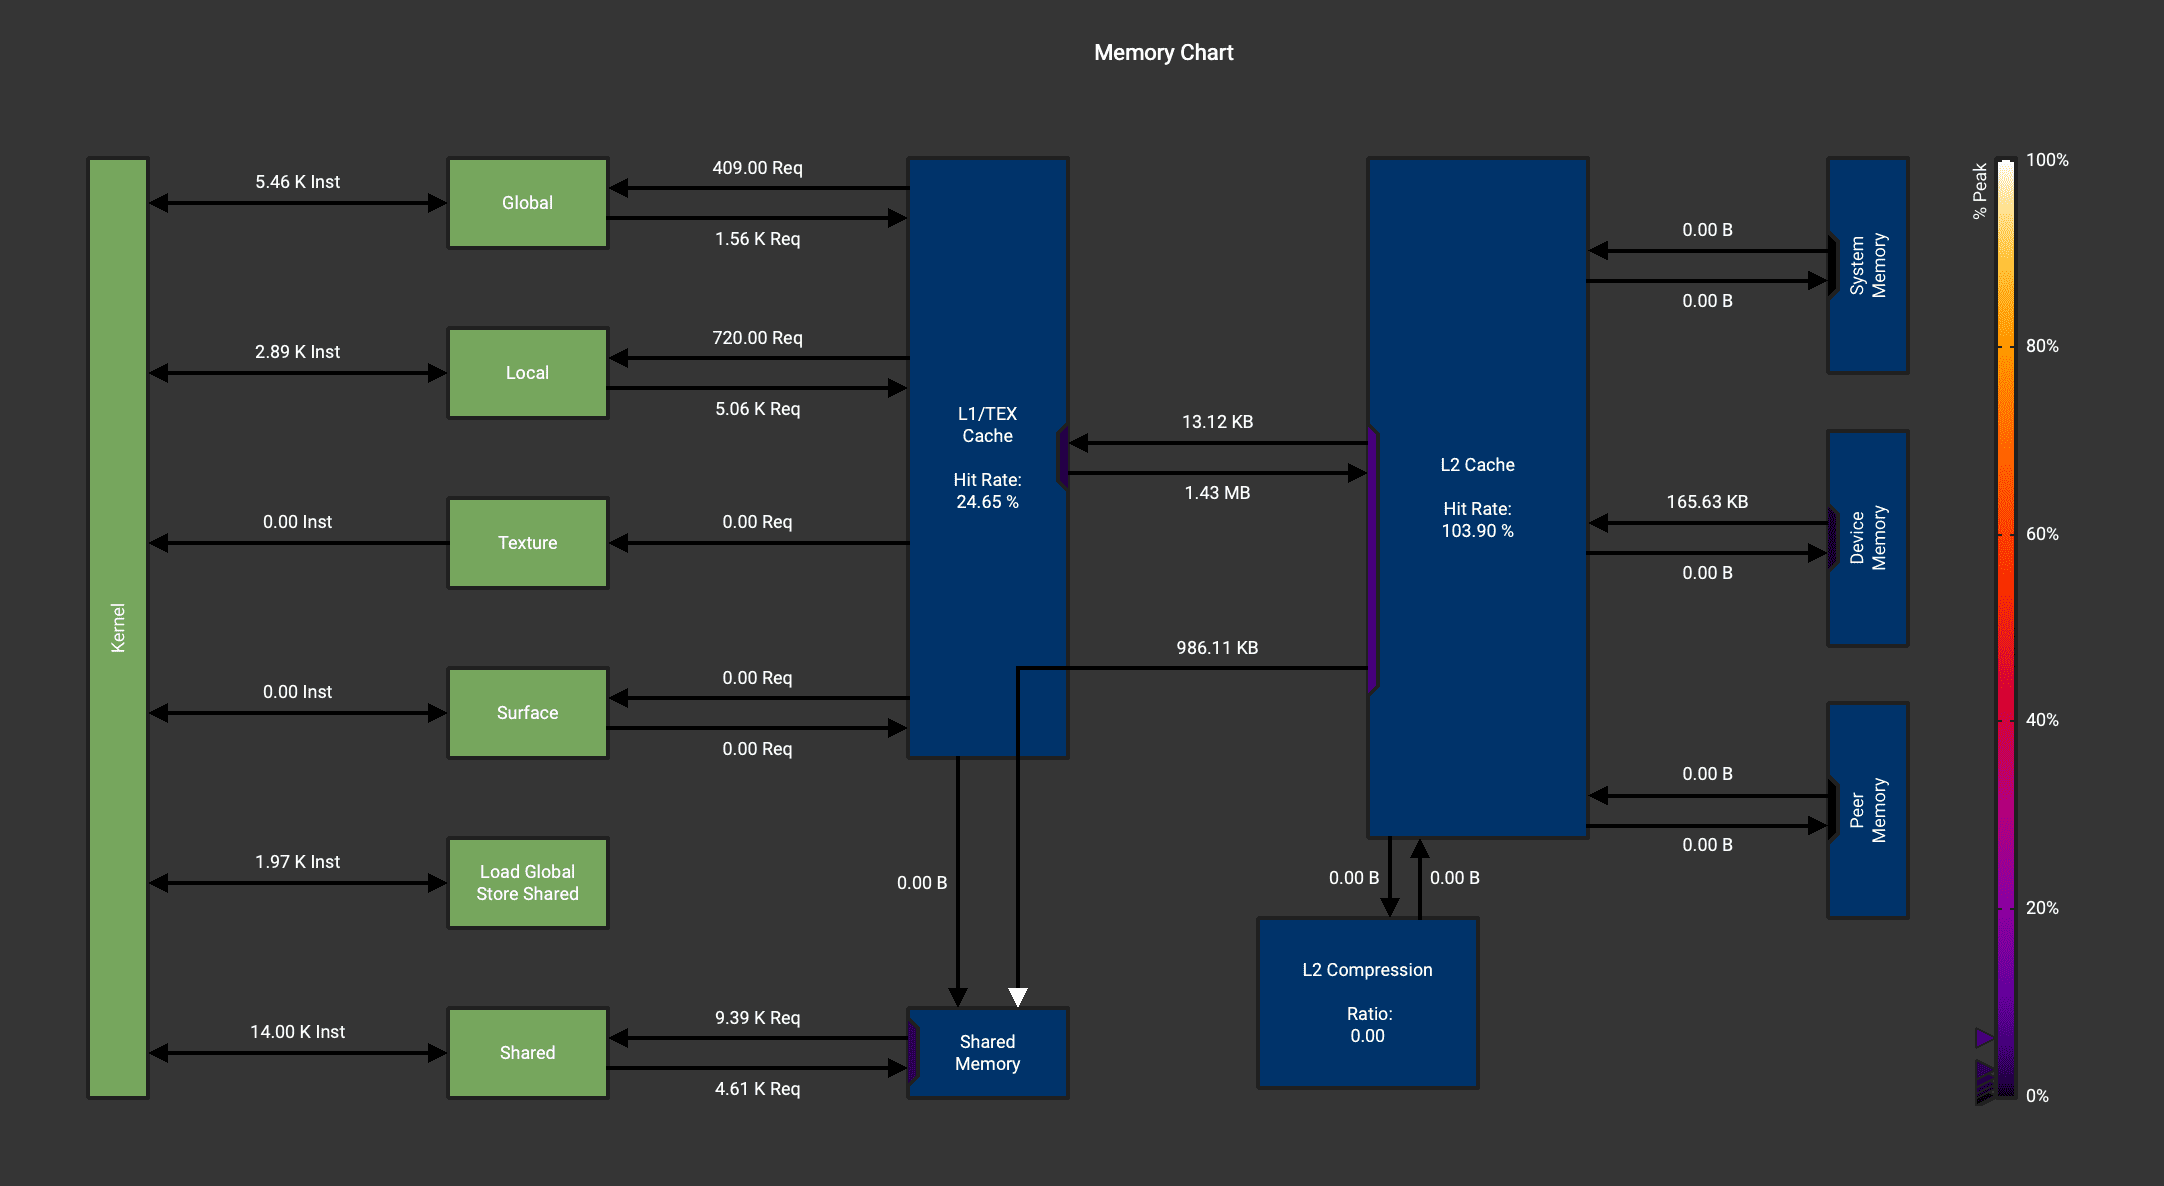 Memory Chart
Kernel
5.46 K Inst
Global
409.00 Req
1.56 K Req
2.89 K Inst
Local
720.00 Req
5.06 K Req
0.00 Inst
Texture
0.00 Req
0.00 Inst
Surface
0.00 Req
0.00 Req
1.97 K Inst
Load Global
Store Shared
14.00 K Inst
Shared
9.39 K Req
4.61 K Req
L1/TEX
Cache
Hit Rate:
24.65 %
0.00 B
Shared
Memory
13.12 KB
1.43 MB
986.11 KB
L2 Cache
Hit Rate:
103.90 %
0.00 B
0.00 B
L2 Compression
Ratio:
0.00
0.00 B
0.00 B
System
Memory
165.63 KB
0.00 B
Device
Memory
0.00 B
0.00 B
Peer
Memory
% Peak
100%
80%
60%
40%
20%
0%